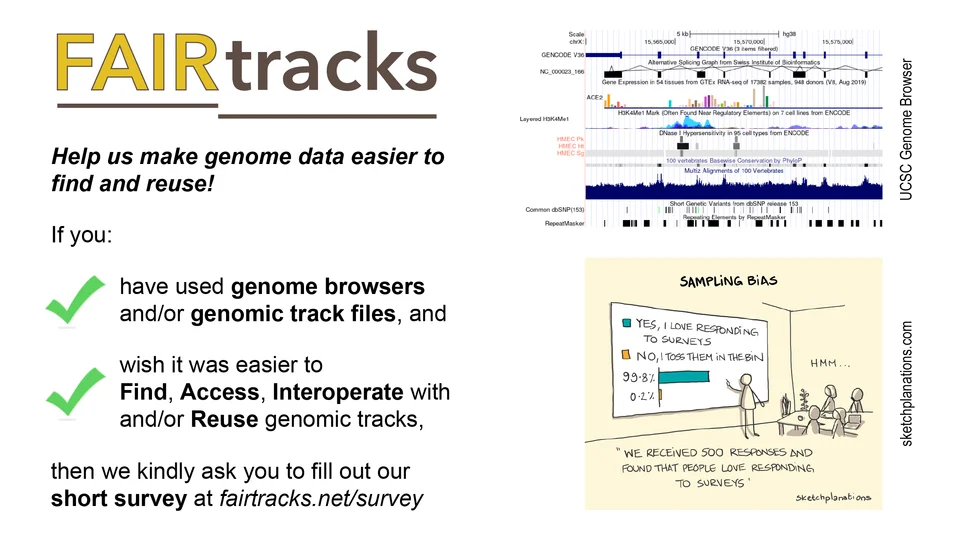 FAIRtracks
Help us make genome data easier to
find and reuse!
If you:
have used genome browsers
and/or genomic track files, and
wish it was easier to
Find, Access, Interoperate with
and/or Reuse genomic tracks,
then we kindly ask you to fill out our
short survey at fairtracks.net/survey
Scale
5 kb
hg38
chrX:
15,565,000
15,570,000
15,575,000
GENCODE V36 (3 items filtered)
GENCODE V36
Alternative Splicing Graph from Swiss Institute of Bioinformatics
NC_000023_166
Gene Expression in 54 tissues from GTEx RNA-seq of 17382 samples, 948 donors (V8, Aug 2019)
ACE2
H3K4Me1 Mark (Often Found Near Regulatory Elements) on 7 cell lines from ENCODE
Layered H3K4Me1
DNase I Hypersensitivity in 95 cell types from ENCODE
HMEC Pk
HMEC Ht
HMEC Sg
100 vertebrates Basewise Conservation by PhyloP
Multiz Alignments of 100 Vertebrates
Short Genetic Variants from dbSNP release 153
Common dbSNP(153)
Repeating Elements by RepeatMasker
RepeatMasker
UCSC Genome Browser
SAMPLING BIAS
YES, I LOVE RESPONDING
TO SURVEYS
NO, I TOSS THEM IN THE BIN
99.8%
0.2%
HMM...
"WE RECEIVED 500 RESPONSES AND
FOUND THAT PEOPLE LOVE RESPONDING
TO SURVEYS"
sketchplanations
sketchplanations.com